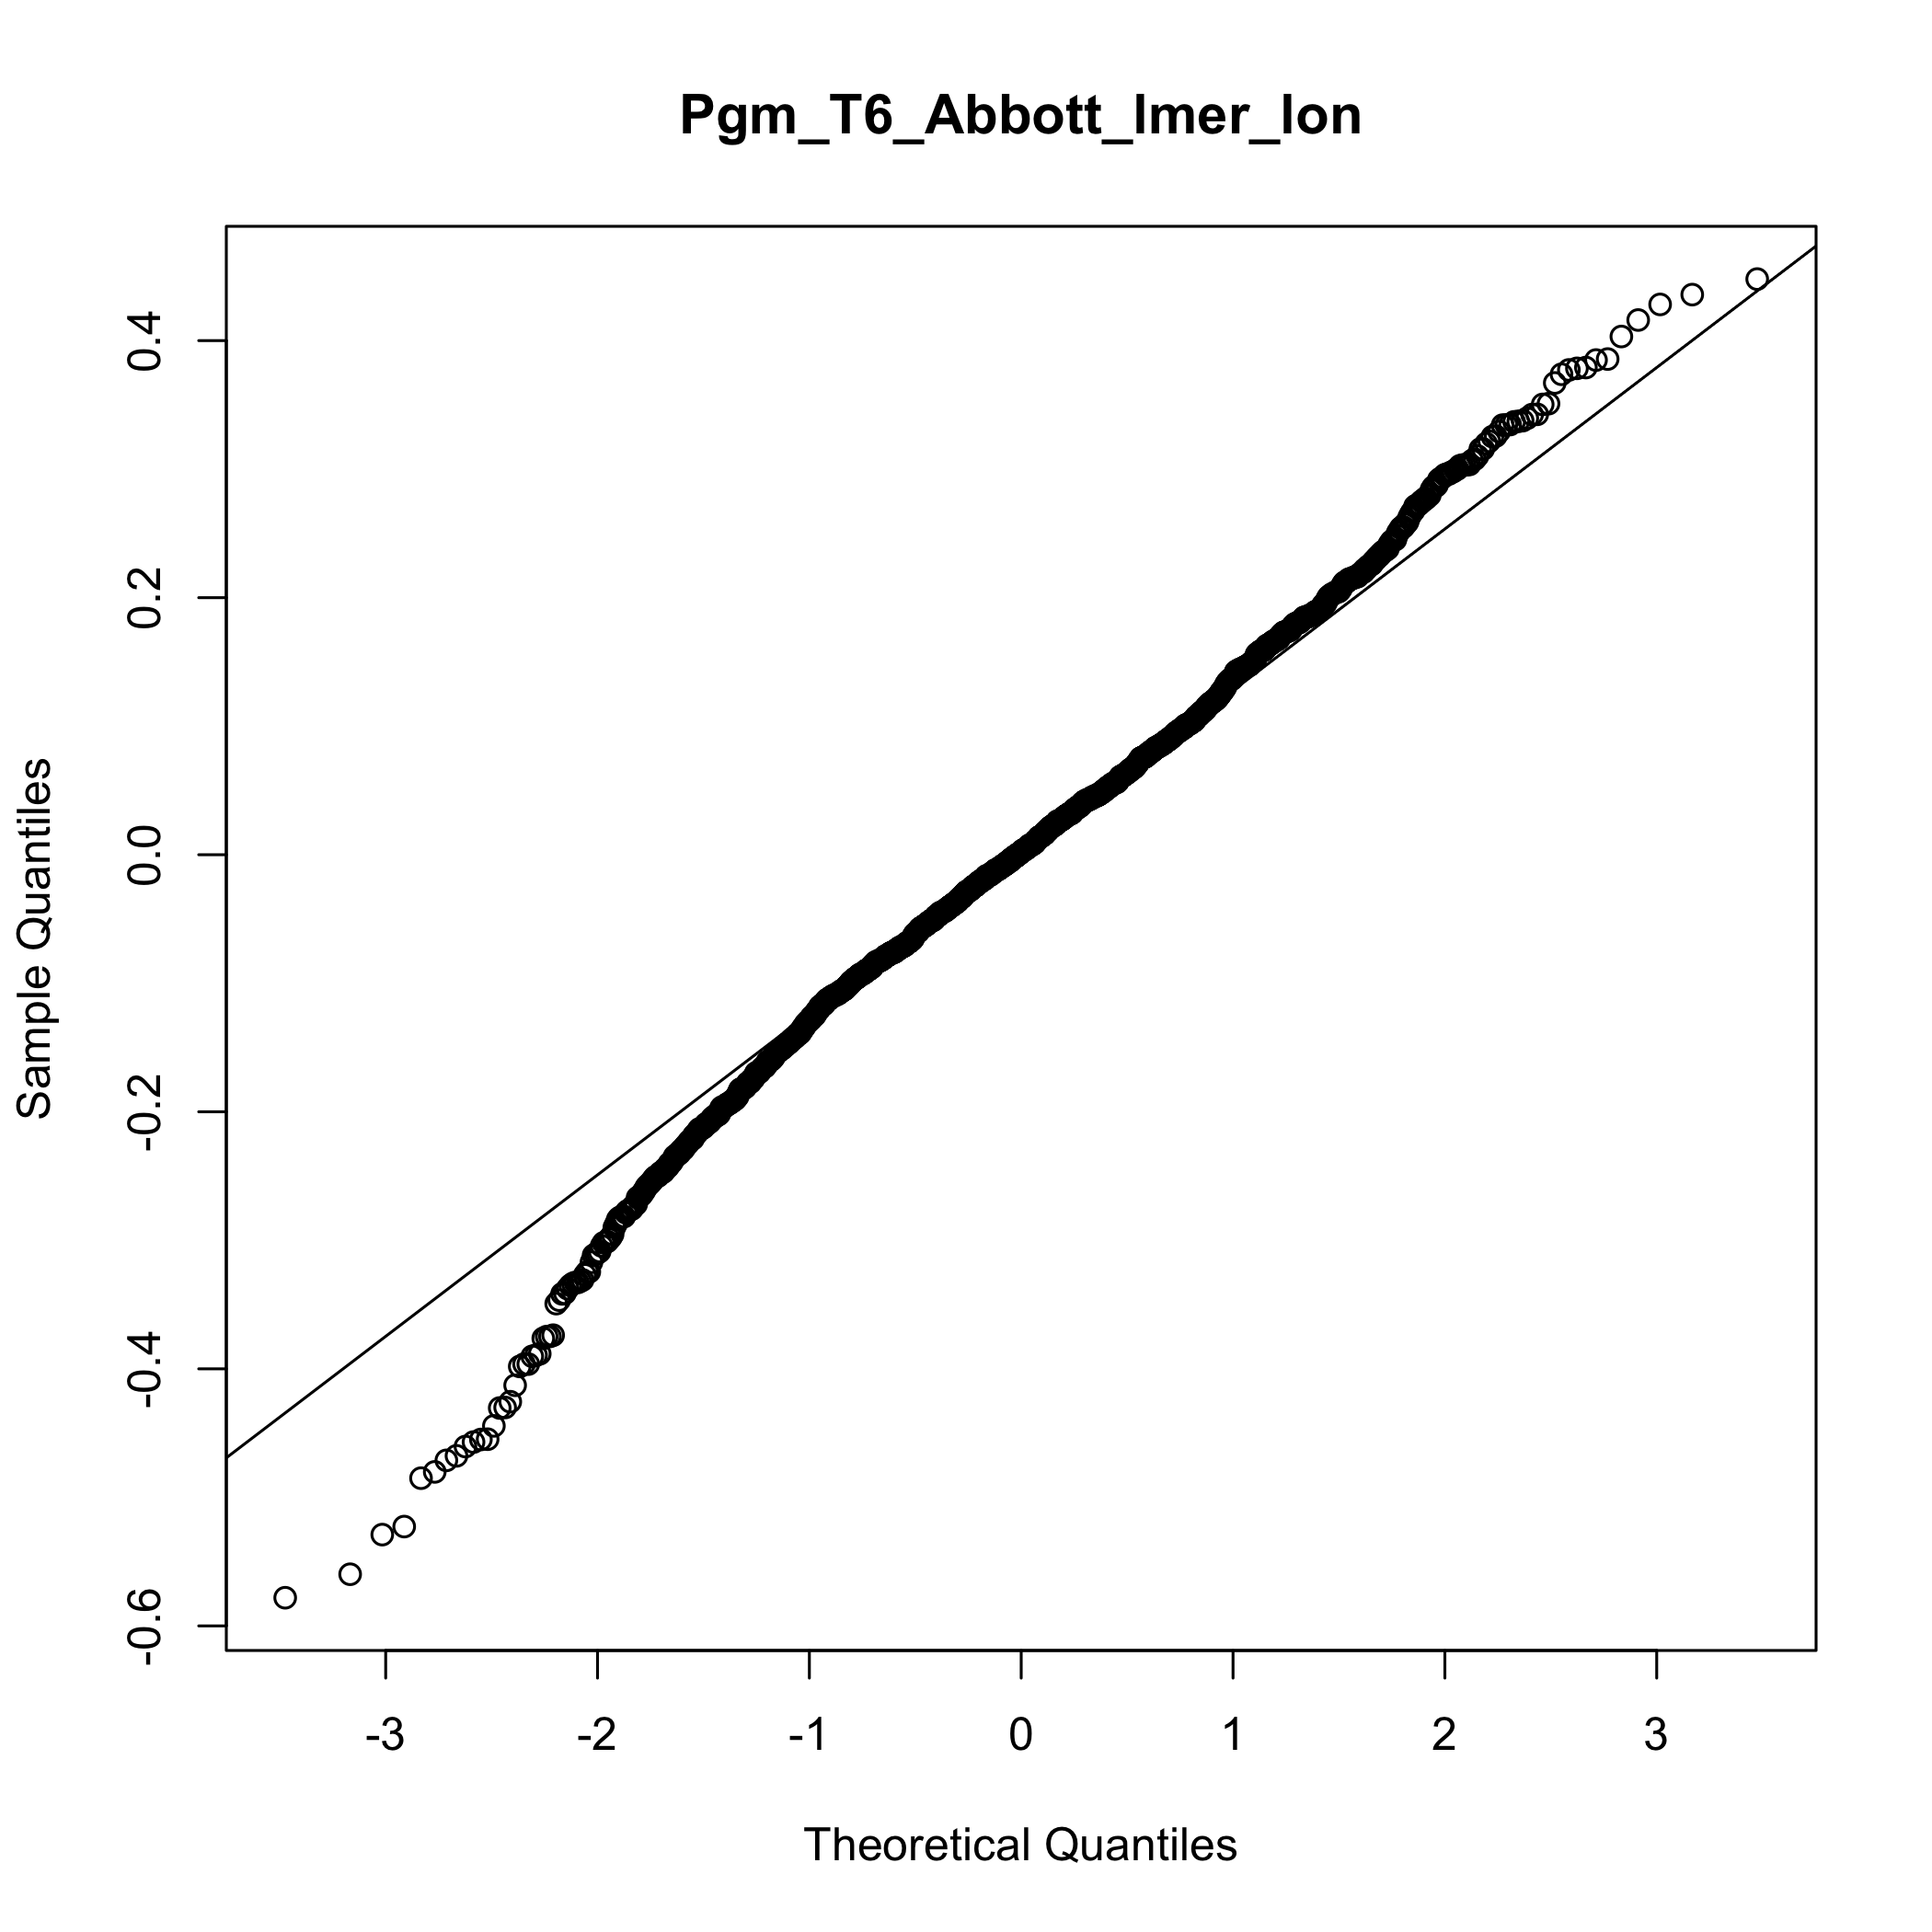 Pgm_T6_Abbott_lmer_lon
Sample Quantiles
0.4
0.2
0.0
-0.2
-0.4
-0.6
-3 -2 -1 0 1 2 3
Theoretical Quantiles